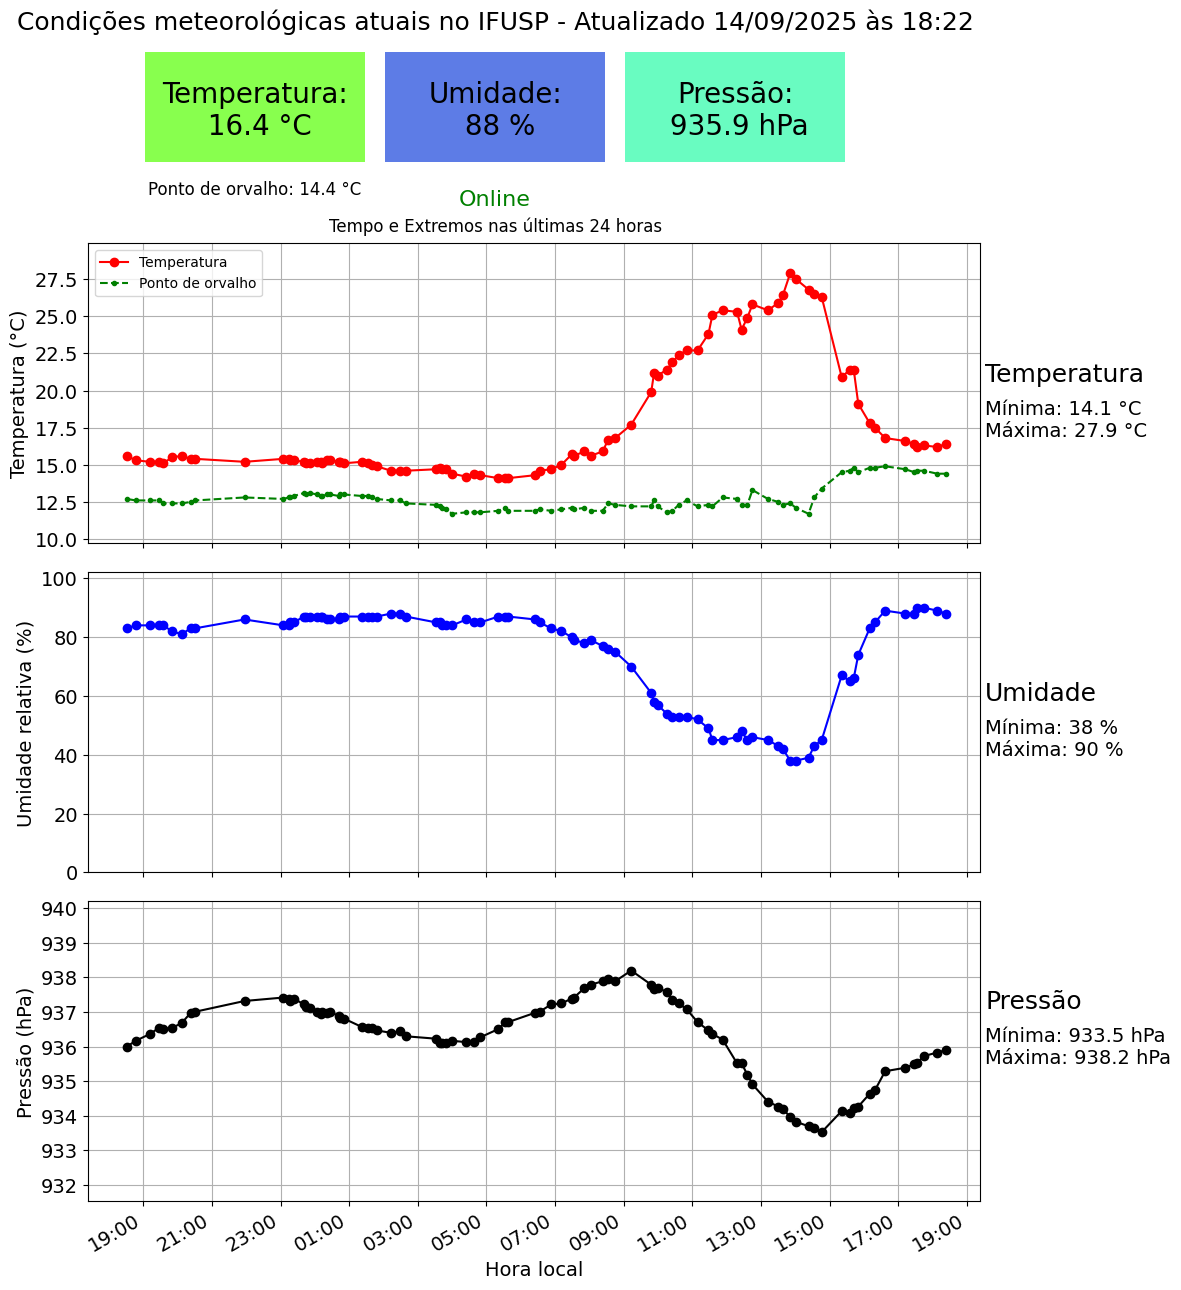 Condições meteorológicas atuais no IFUSP - Atualizado 14/09/2025 às 18:22
Temperatura:
16.4 °C
Umidade:
88 %
Pressão:
935.9 hPa
Ponto de orvalho: 14.4 °C
Online
Tempo e Extremos nas últimas 24 horas
Temperatura
Ponto de orvalho
Temperatura (°C)
27.5
25.0
22.5
20.0
17.5
15.0
12.5
10.0
Temperatura
Mínima: 14.1 °C
Máxima: 27.9 °C
Umidade relativa (%)
100
80
60
40
20
0
Umidade
Mínima: 38 %
Máxima: 90 %
Pressão (hPa)
940
939
938
937
936
935
934
933
932
Pressão
Mínima: 933.5 hPa
Máxima: 938.2 hPa
19:00
21:00
23:00
01:00
03:00
05:00
07:00
09:00
11:00
13:00
15:00
17:00
19:00
Hora local